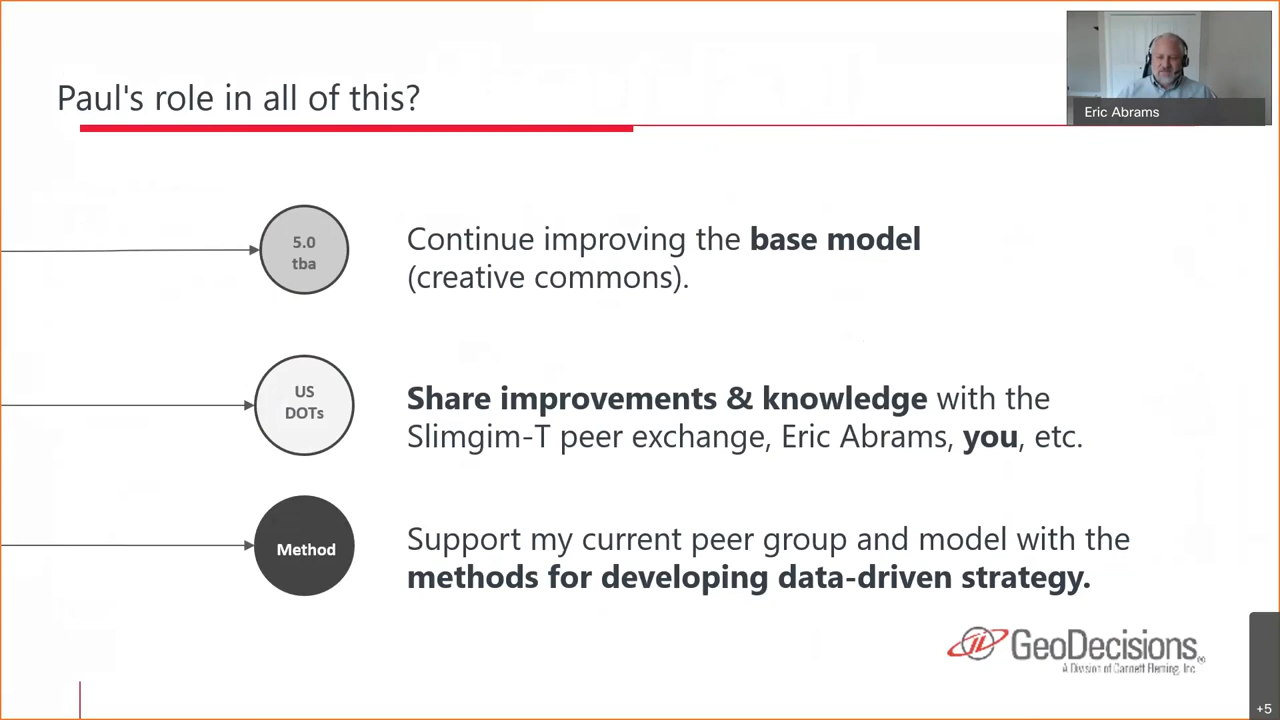 Paul's role in all of this?
Eric Abrams
5.0
tba
Continue improving the base model
(creative commons).
US
DOTs
Share improvements & knowledge with the
Slimgim-T peer exchange, Eric Abrams, you, etc.
Method
Support my current peer group and model with the
methods for developing data-driven strategy.
GeoDecisions
A Division of Gannett Fleming, Inc.
+5